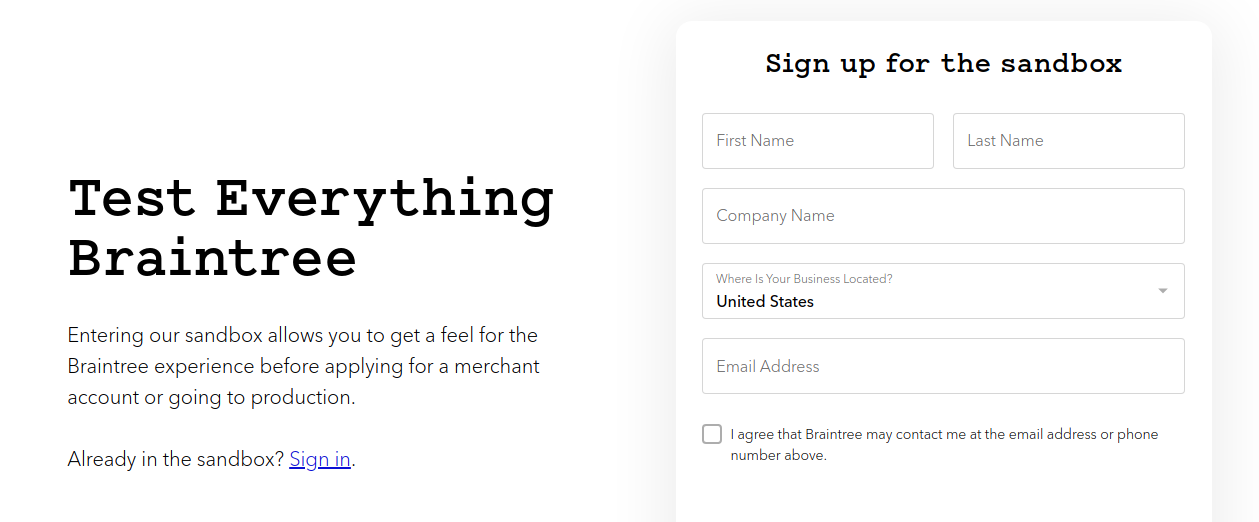 Test Everything
Braintree
Entering our sandbox allows you to get a feel for the
Braintree experience before applying for a merchant
account or going to production.
Already in the sandbox? Sign in.
Sign up for the sandbox
First Name
Last Name
Company Name
Where Is Your Business Located?
United States
Email Address
I agree that Braintree may contact me at the email address or phone
number above.